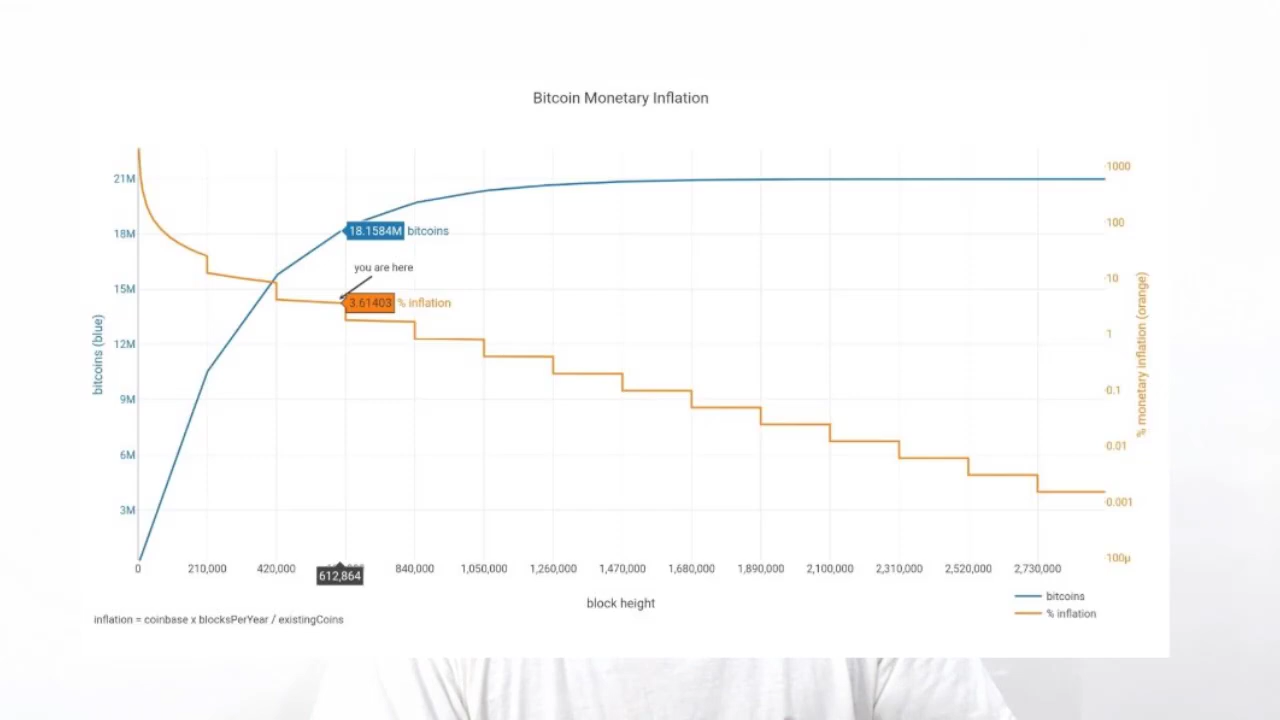 Bitcoin Monetary Inflation
21M
18M
15M
12M
9M
6M
3M
bitcoins (blue)
1000
100
10
1
0.1
0.01
0.001
100μ
% monetary inflation (orange)
18.1584M bitcoins
you are here
3.61403 % inflation
0 210,000 420,000 840,000 1,050,000 1,260,000 1,470,000 1,680,000 1,890,000 2,100,000 2,310,000 2,520,000 2,730,000
612,864
block height
bitcoins
% inflation
inflation = coinbase x blocksPerYear / existingCoins